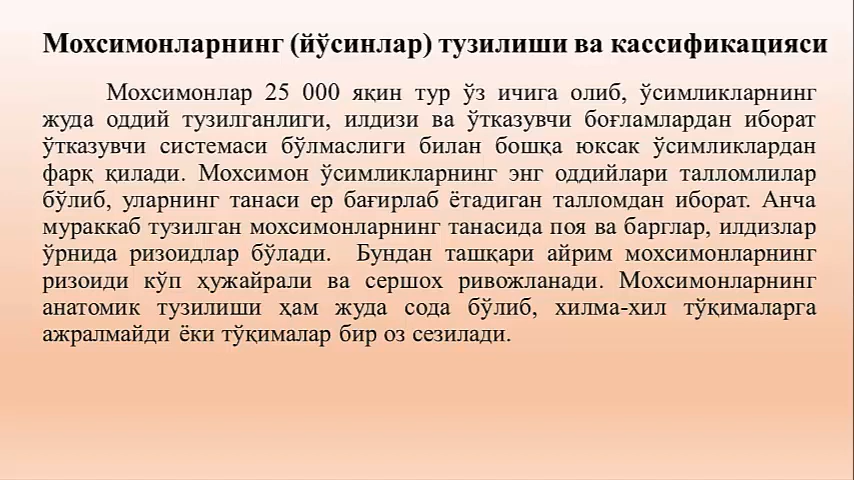 Мохсимонларнинг (йўсинлар) тузилиши ва кассификацияси
Мохсимонлар 25 000 яқин тур ўз ичига олиб, ўсимликларнинг
жуда оддий тузилганлиги, илдизи ва ўтказувчи боғламлардан иборат
ўтказувчи системаси бўлмаслиги билан бошқа юксак ўсимликлардан
фарқ қилади. Мохсимон ўсимликларнинг энг оддийлари талломлилар
бўлиб, уларнинг танаси ер бағирлаб ётадиган талломдан иборат. Анча
мураккаб тузилган мохсимонларнинг танасида поя ва барглар, илдизлар
ўрнида ризоидлар бўлади. Бундан ташқари айрим мохсимонларнинг
ризоиди кўп ҳужайрали ва сершох ривожланади. Мохсимонларнинг
анатомик тузилиши ҳам жуда сода бўлиб, хилма-хил тўқималарга
ажралмайди ёки тўқималар бир оз сезилади.